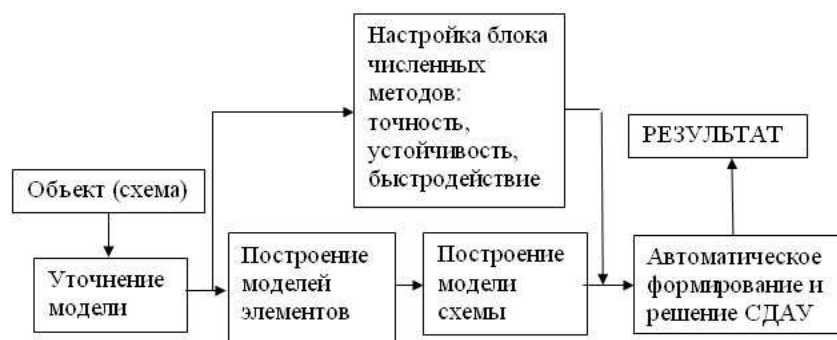 Настройка блока
численных
методов:
точность,
устойчивость,
быстродействие
РЕЗУЛЬТАТ
Обьект (схема)
Уточнение
модели
Построение
моделей
элементов
Построение
модели
схемы
Автоматическое
формирование и
решение СДАУ